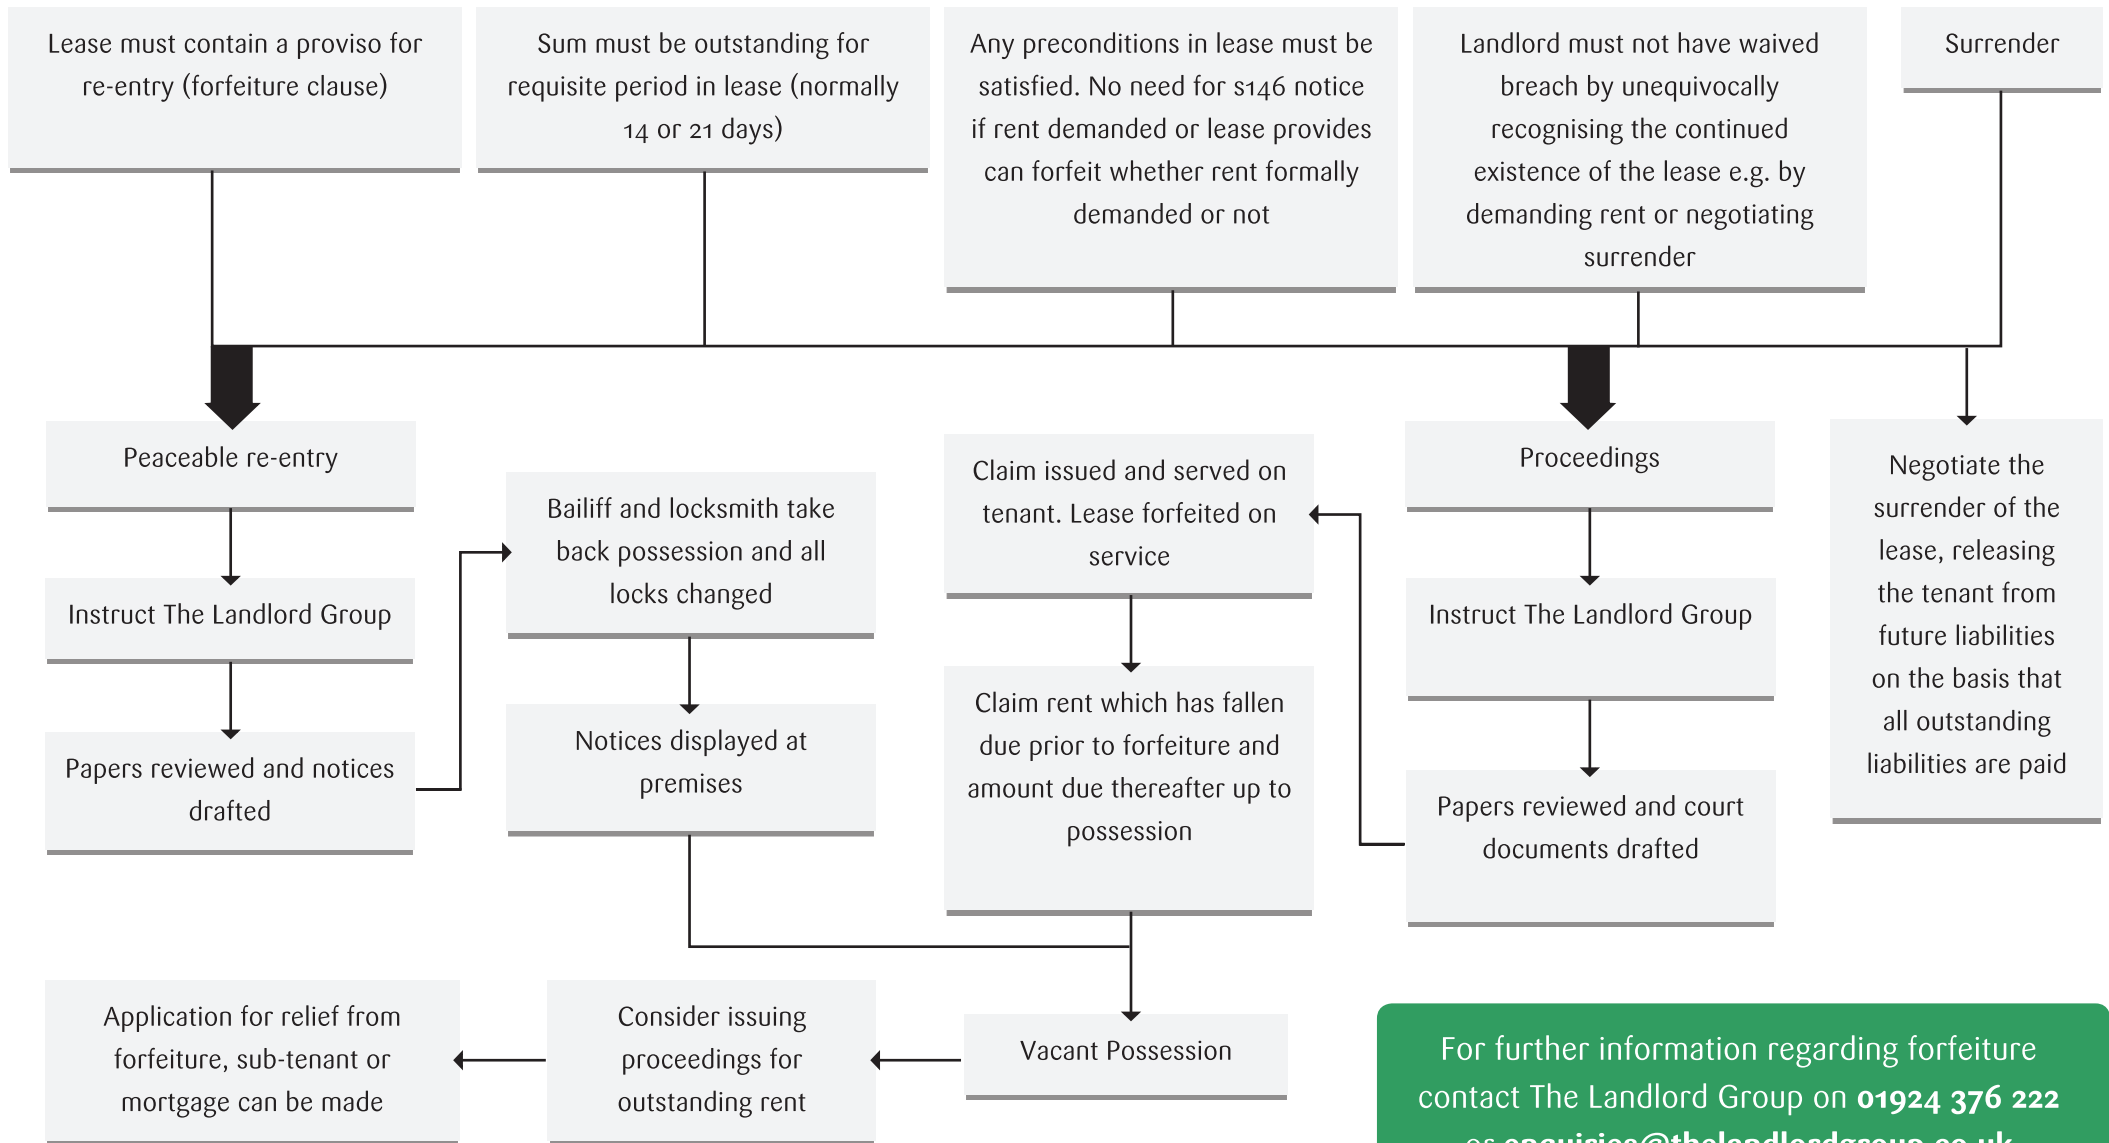 Lease must contain a proviso for
re-entry (forfeiture clause)
Sum must be outstanding for
requisite period in lease (normally
14 or 21 days)
Any preconditions in lease must be
satisfied. No need for s146 notice
if rent demanded or lease provides
can forfeit whether rent formally
demanded or not
Landlord must not have waived
breach by unequivocally
recognising the continued
existence of the lease e.g. by
demanding rent or negotiating
surrender
Surrender
Peaceable re-entry
Instruct The Landlord Group
Papers reviewed and notices
drafted
Bailiff and locksmith take
back possession and all
locks changed
Notices displayed at
premises
Claim issued and served on
tenant. Lease forfeited on
service
Claim rent which has fallen
due prior to forfeiture and
amount due thereafter up to
possession
Proceedings
Instruct The Landlord Group
Papers reviewed and court
documents drafted
Negotiate the
surrender of the
lease, releasing
the tenant from
future liabilities
on the basis that
all outstanding
liabilities are paid
Application for relief from
forfeiture, sub-tenant or
mortgage can be made
Consider issuing
proceedings for
outstanding rent
Vacant Possession
For further information regarding forfeiture
contact The Landlord Group on 01924 376 222
or enquiries@thelandlordgroup.co.uk